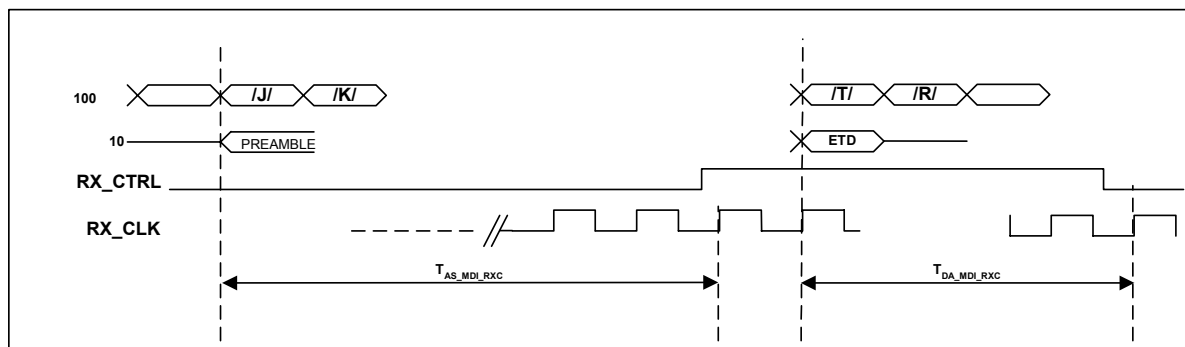 100 /J/ /K/ /T/ /R/
10 PREAMBLE ETD
RX_CTRL
RX_CLK
TAS_MDI_RXC TDA_MDI_RXC